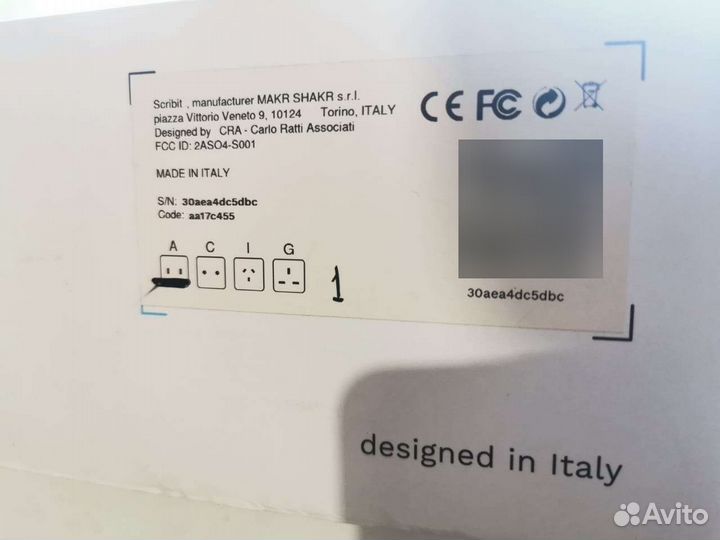 Scribit , manufacturer MAKR SHAKR s.r.l.
piazza Vittorio Veneto 9, 10124 Torino, ITALY
Designed by CRA - Carlo Ratti Associati
FCC ID: 2ASO4-S001
MADE IN ITALY
S/N: 30aea4dc5dbc
Code: aa17c455
A C I G
1
CE FC
30aea4dc5dbc
designed in Italy
Avito